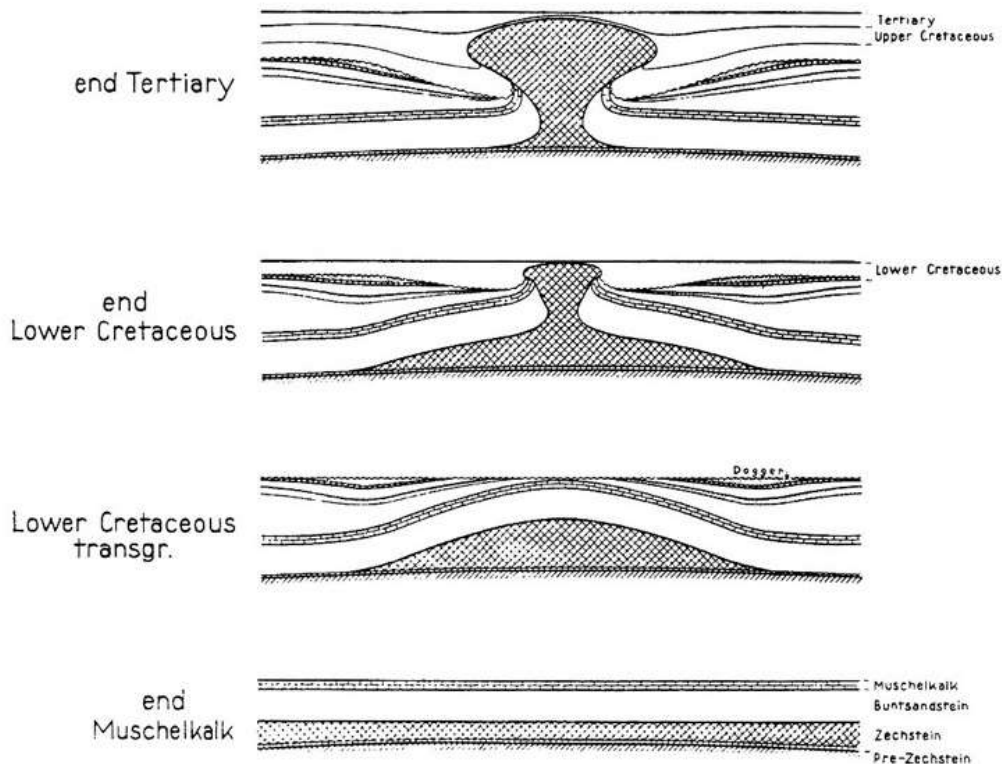 Tertiary
Upper Cretaceous
end Tertiary
Lower Cretaceous
end
Lower Cretaceous
Dogger
Lower Cretaceous
transgr.
Muschelkalk
Buntsandstein
end
Muschelkalk
Zechstein
Pre-Zechstein